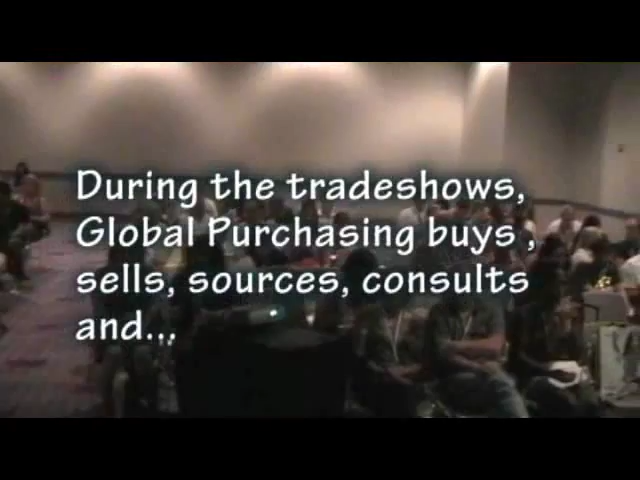 During the tradeshows,
Global Purchasing buys ,
sells, sources, consults
and...